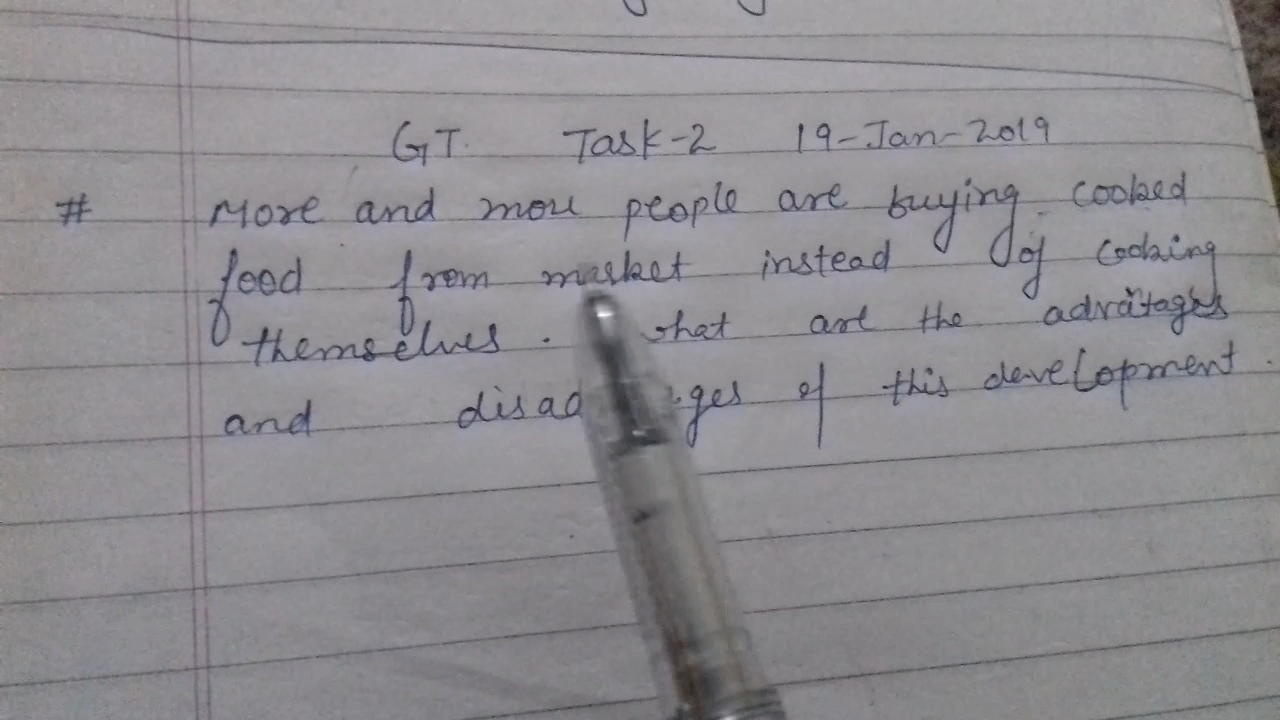 GT. Task-2 19-Jan-2019
# More and more people are buying cooked
food from market instead of cooking
themselves. what are the advātages
and of this development.